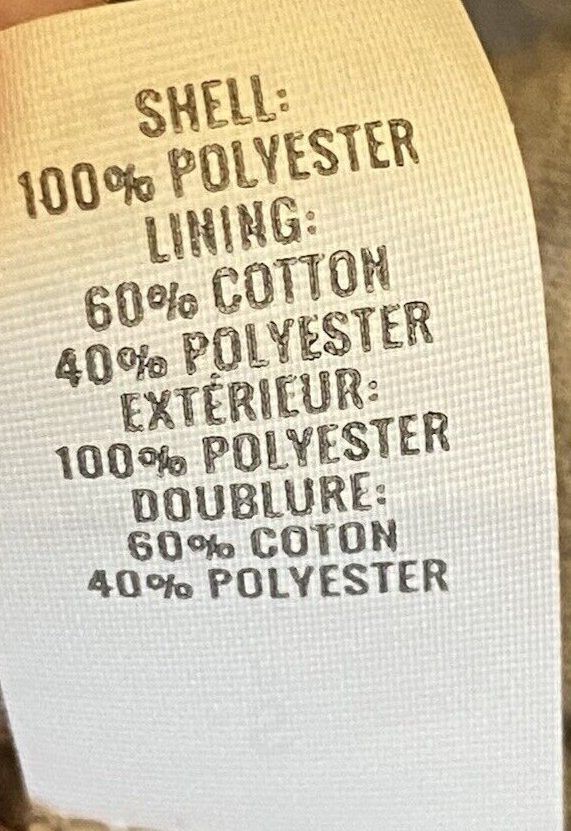 SHELL:
100% POLYESTER
LINING:
60% COTTON
40% POLYESTER
EXTÉRIEUR:
100% POLYESTER
DOUBLURE:
60% COTON
40% POLYESTER